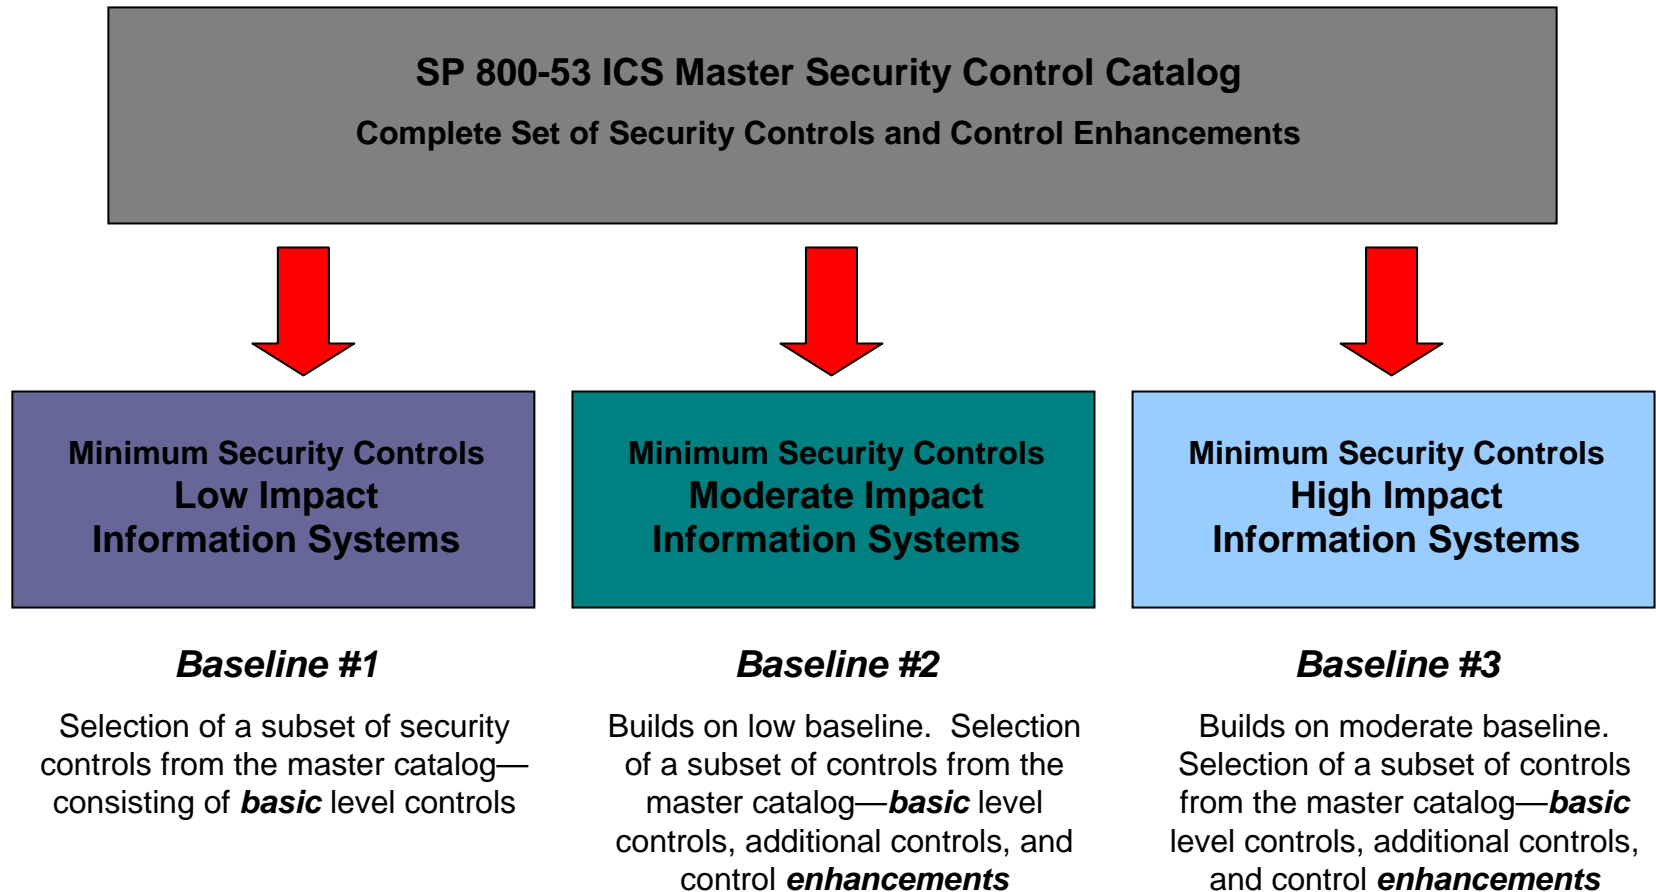 SP 800-53 ICS Master Security Control Catalog
Complete Set of Security Controls and Control Enhancements
Minimum Security Controls
Low Impact
Information Systems
Minimum Security Controls
Moderate Impact
Information Systems
Minimum Security Controls
High Impact
Information Systems
Baseline #1
Selection of a subset of security
controls from the master catalog—
consisting of basic level controls
Baseline #2
Builds on low baseline. Selection
of a subset of controls from the
master catalog—basic level
controls, additional controls, and
control enhancements
Baseline #3
Builds on moderate baseline.
Selection of a subset of controls
from the master catalog—basic
level controls, additional controls,
and control enhancements